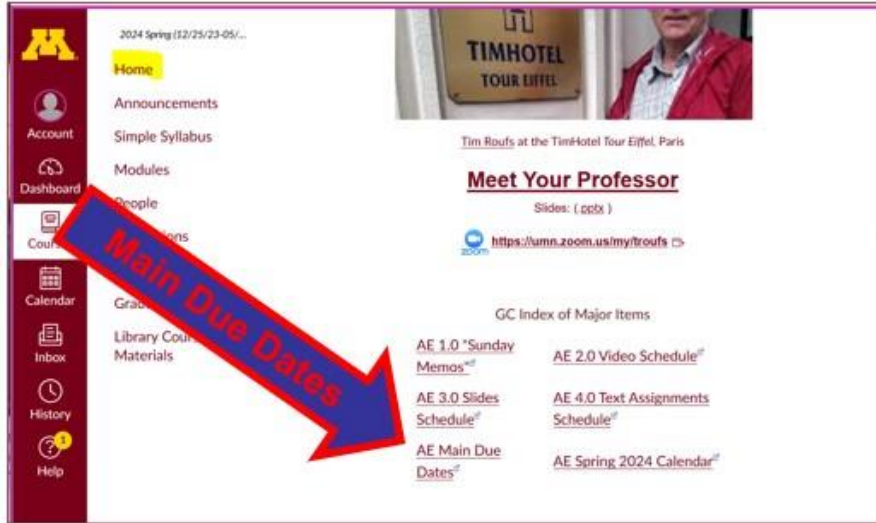 2024 Spring (12/25/23-05/...
Home
Announcements
Simple Syllabus
Modules
People
Library
Materials
Account
Dashboard
Calendar
Inbox
History
1
Help
TIMHOTEL
TOUR EIFFEL
Tim Roufs at the TimHotel Tour Eiffel, Paris
Meet Your Professor
Slides: ( pptx )
zoom
https://umn.zoom.us/my/troufs
Main Due Dates
GC Index of Major Items
AE 1.0 "Sunday
Memos"
AE 2.0 Video Schedule
AE 3.0 Slides
Schedule
AE 4.0 Text Assignments
Schedule
AE Main Due
Dates
AE Spring 2024 Calendar